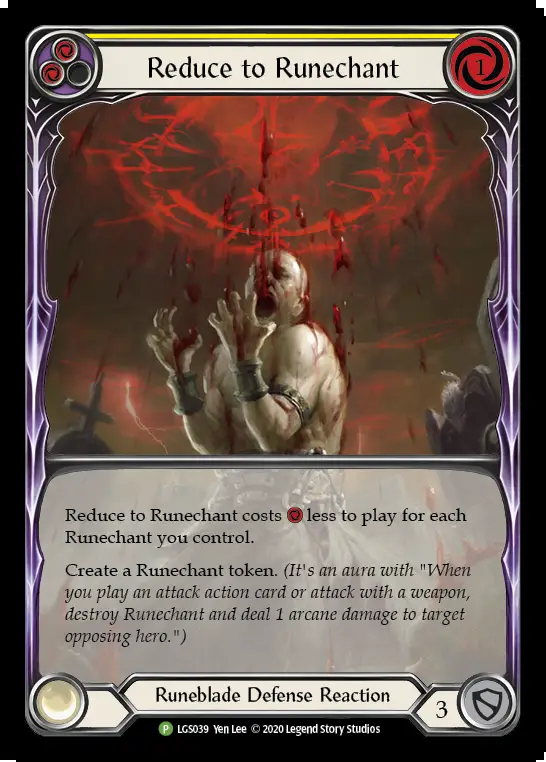 Reduce to Runechant
1
Reduce to Runechant costs less to play for each
Runechant you control.
Create a Runechant token. (It's an aura with "When
you play an attack action card or attack with a weapon,
destroy Runechant and deal 1 arcane damage to target
opposing hero.")
Runeblade Defense Reaction
3
P LGS039 Yen Lee © 2020 Legend Story Studios